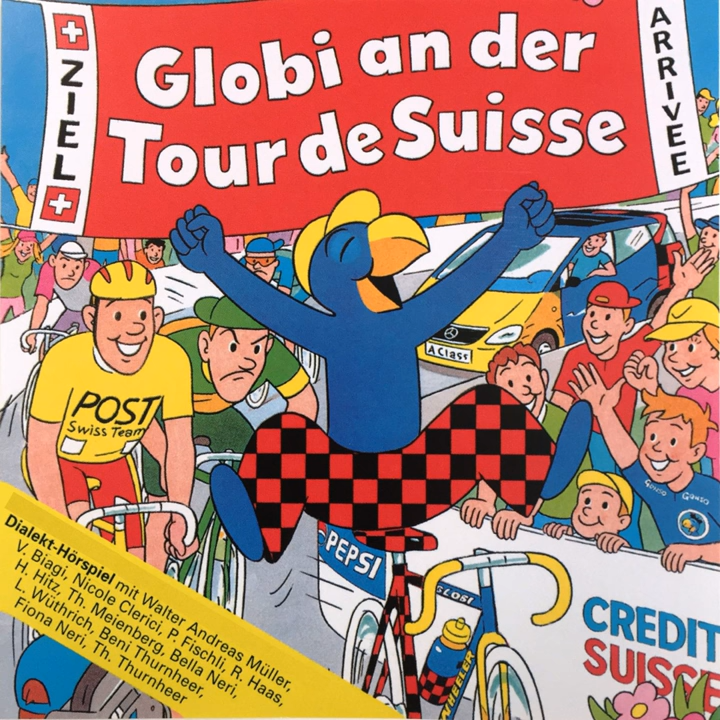 ZIEL
Globi an der
Tour de Suisse
ARRIVEE
A Class
POST
Swiss Team
PEPSI
GLOBI
WHEELER
CREDIT
SUISSE
Dialekt-Hörspiel mit Walter Andreas Müller,
V. Biagi, Nicole Clerici, P. Fischli, R. Haas,
H. Hitz, Th. Meienberg, Bella Neri,
L. Wüthrich, Beni Thurnheer,
Fiona Neri, Th. Thurnheer